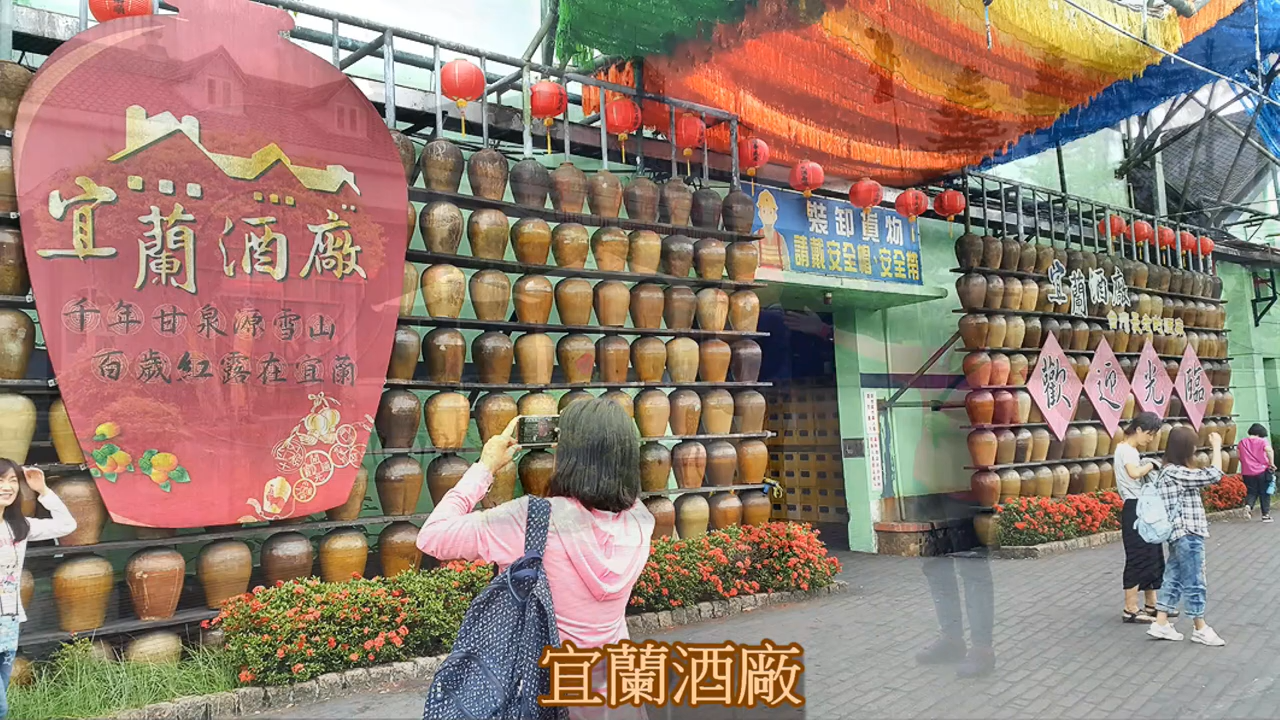 宜蘭酒廠
千年甘泉源雪山
百歲紅露在宜蘭
裝卸貨物
請戴安全帽·安全帶
宜蘭酒廠
歡迎光臨
宜蘭酒廠